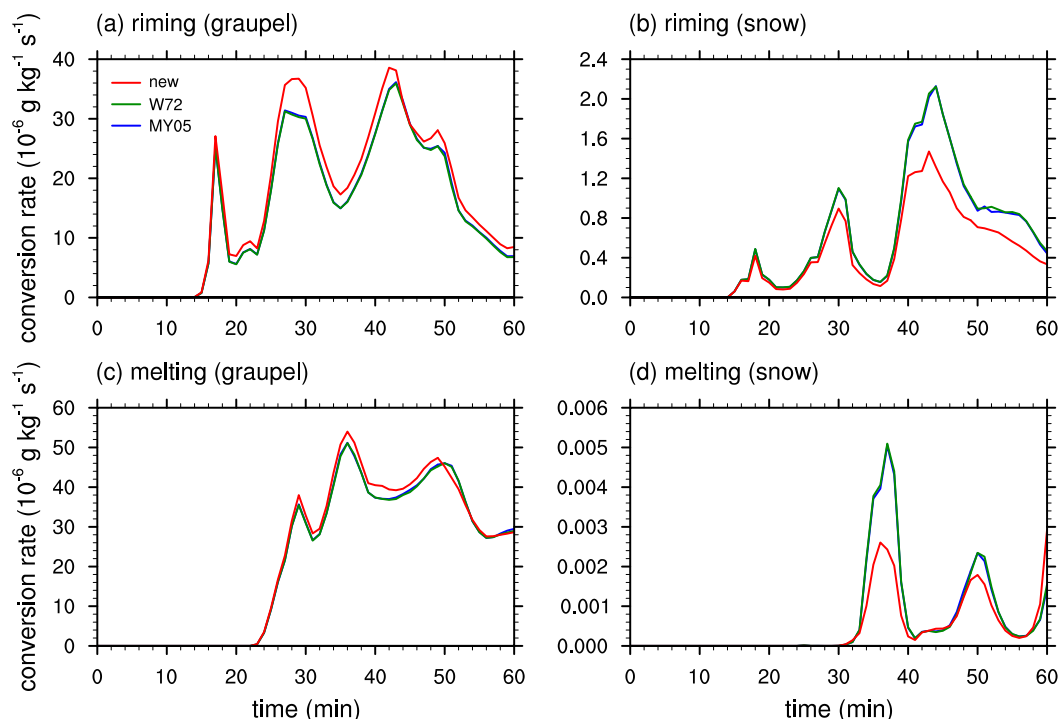 (a) riming (graupel)
(b) riming (snow)
conversion rate (10⁻⁶ g kg⁻¹ s⁻¹)
40
30
20
10
0
new
W72
MY05
0 10 20 30 40 50 60
2.4
1.8
1.2
0.6
0.0
0 10 20 30 40 50 60
(c) melting (graupel)
(d) melting (snow)
conversion rate (10⁻⁶ g kg⁻¹ s⁻¹)
60
50
40
30
20
10
0
0 10 20 30 40 50 60
time (min)
0.006
0.005
0.004
0.003
0.002
0.001
0.000
0 10 20 30 40 50 60
time (min)